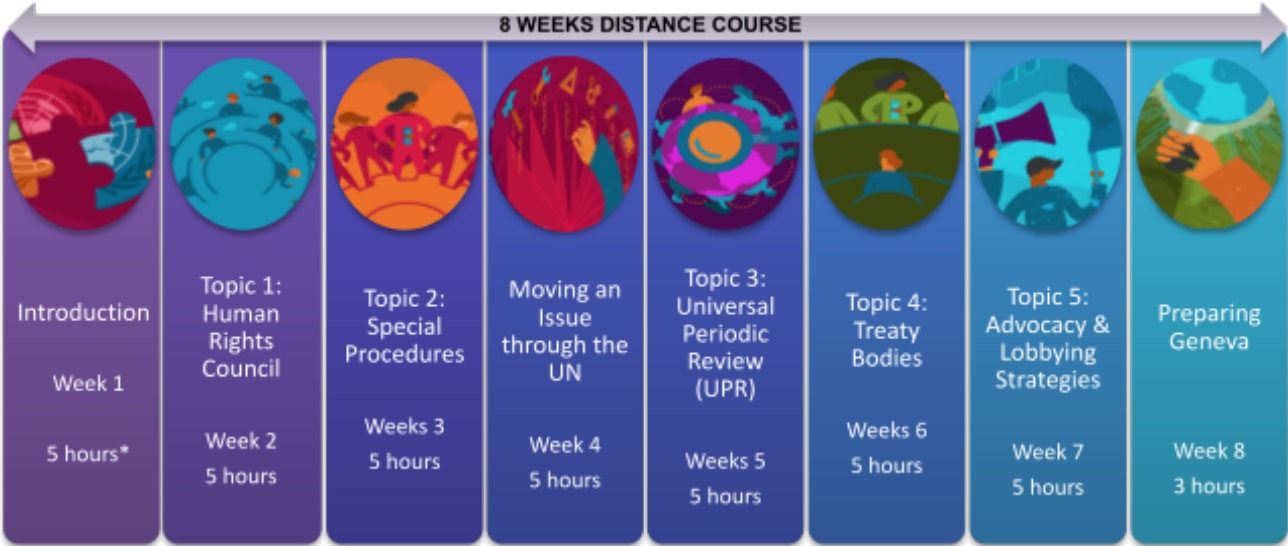 8 WEEKS DISTANCE COURSE
Introduction
Week 1
5 hours*
Topic 1:
Human
Rights
Council
Week 2
5 hours
Topic 2:
Special
Procedures
Weeks 3
5 hours
Moving an
Issue
through the
UN
Week 4
5 hours
Topic 3:
Universal
Periodic
Review
(UPR)
Weeks 5
5 hours
Topic 4:
Treaty
Bodies
Weeks 6
5 hours
Topic 5:
Advocacy &
Lobbying
Strategies
Week 7
5 hours
Preparing
Geneva
Week 8
3 hours